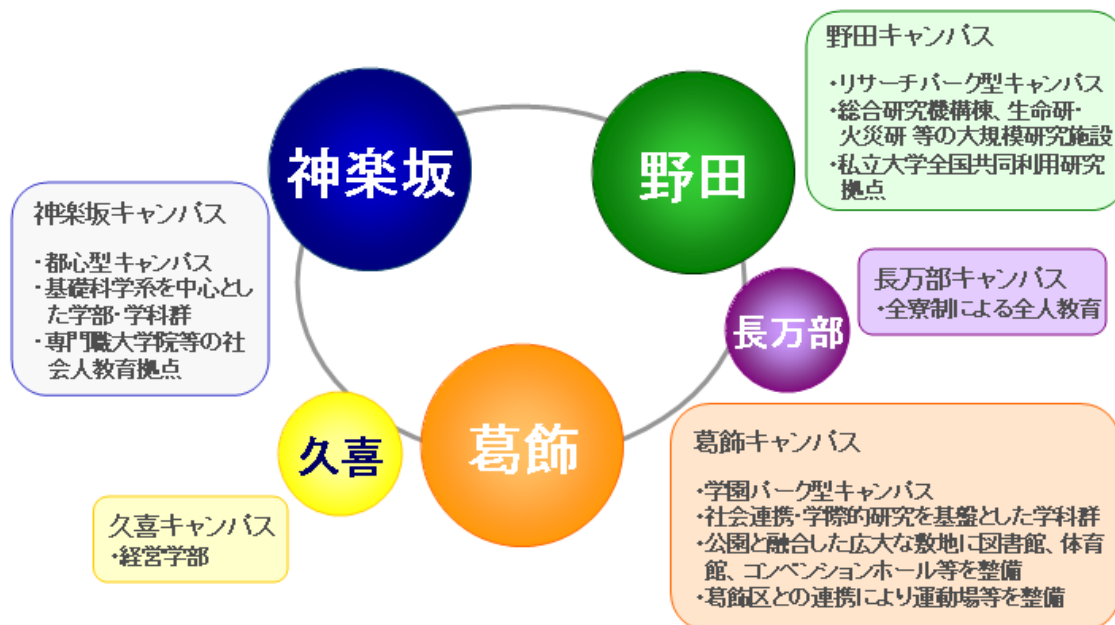 野田キャンパス
・リサーチパーク型キャンパス
・総合研究機構棟、生命研・
火災研 等の大規模研究施設
・私立大学全国共同利用研究
拠点
神楽坂
野田
神楽坂キャンパス
・都心型キャンパス
・基礎科学系を中心とし
た学部・学科群
・専門職大学院等の社
会人教育拠点
長万部キャンパス
・全寮制による全人教育
長万部
久喜
葛飾
葛飾キャンパス
・学園パーク型キャンパス
・社会連携・学際的研究を基盤とした学科群
・公園と融合した広大な敷地に図書館、体育
館、コンベンションホール等を整備
・葛飾区との連携により運動場等を整備
久喜キャンパス
・経営学部